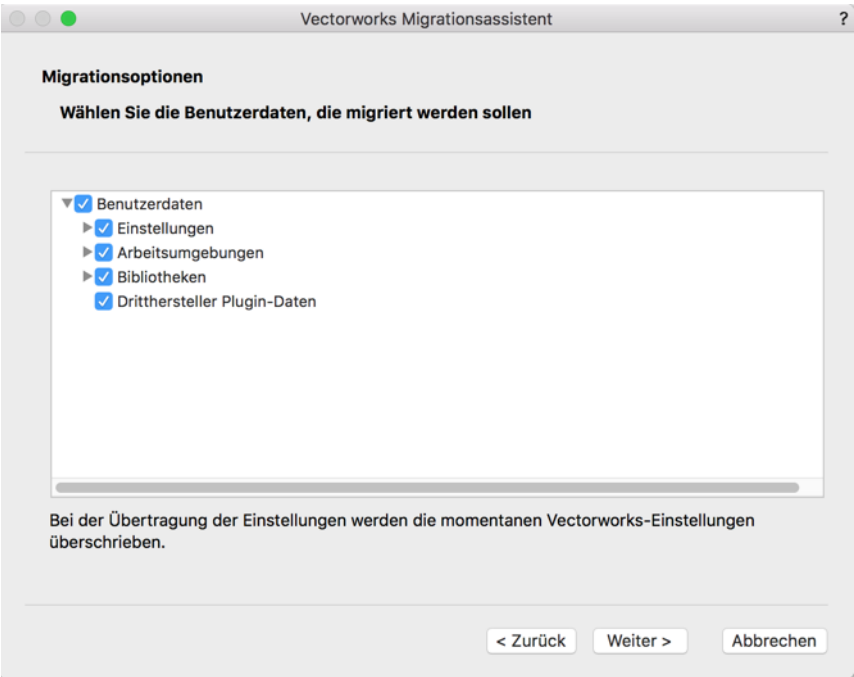 Vectorworks Migrationsassistent
?
Migrationsoptionen
Wählen Sie die Benutzerdaten, die migriert werden sollen
Benutzerdaten
Einstellungen
Arbeitsumgebungen
Bibliotheken
Dritthersteller Plugin-Daten
Bei der Übertragung der Einstellungen werden die momentanen Vectorworks-Einstellungen
überschrieben.
< Zurück
Weiter >
Abbrechen